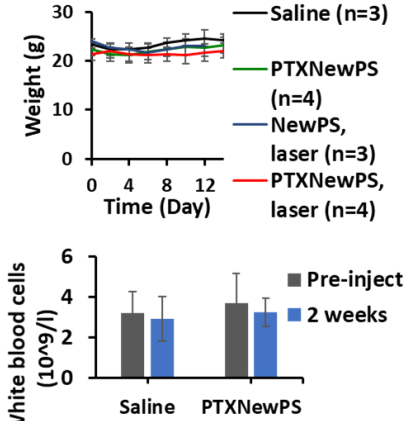 30
20
10
0
Weight (g)
0 4 8 12
Time (Day)
Saline (n=3)
PTXNewPS
(n=4)
NewPS,
laser (n=3)
PTXNewPS,
laser (n=4)
6
4
2
0
White blood cells
(10^9/l)
Saline PTXNewPS
Pre-inject
2 weeks